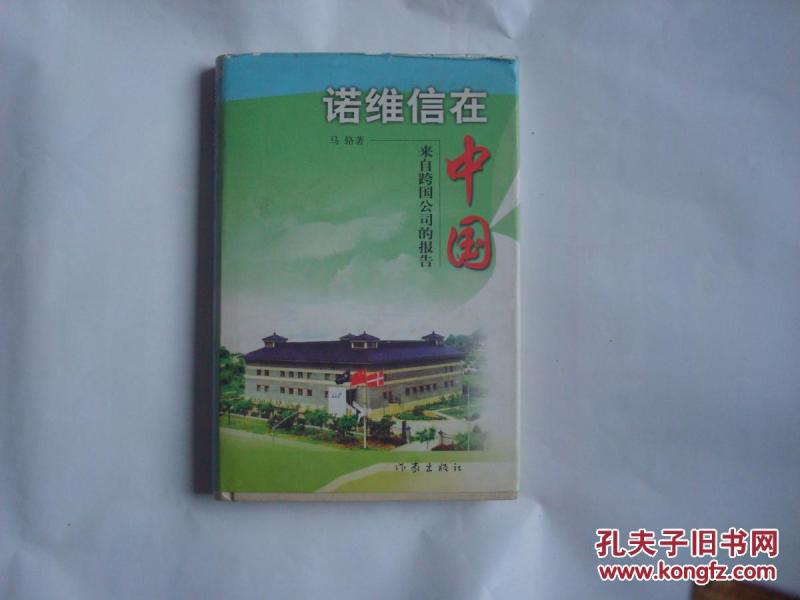 诺维信在
中国
马 铬著
来自跨国公司的报告
作家出版社
孔夫子旧书网
www.kongfz.com